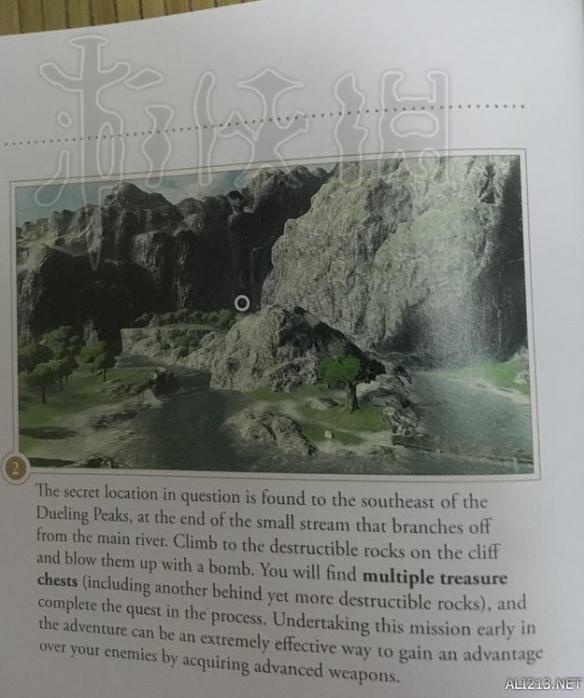 游侠网
2
The secret location in question is found to the southeast of the
Dueling Peaks, at the end of the small stream that branches off
from the main river. Climb to the destructible rocks on the cliff
and blow them up with a bomb. You will find multiple treasure
chests (including another behind yet more destructible rocks), and
complete the quest in the process. Undertaking this mission early in
the adventure can be an extremely effective way to gain an advantage
over your enemies by acquiring advanced weapons.
ALI213.NET